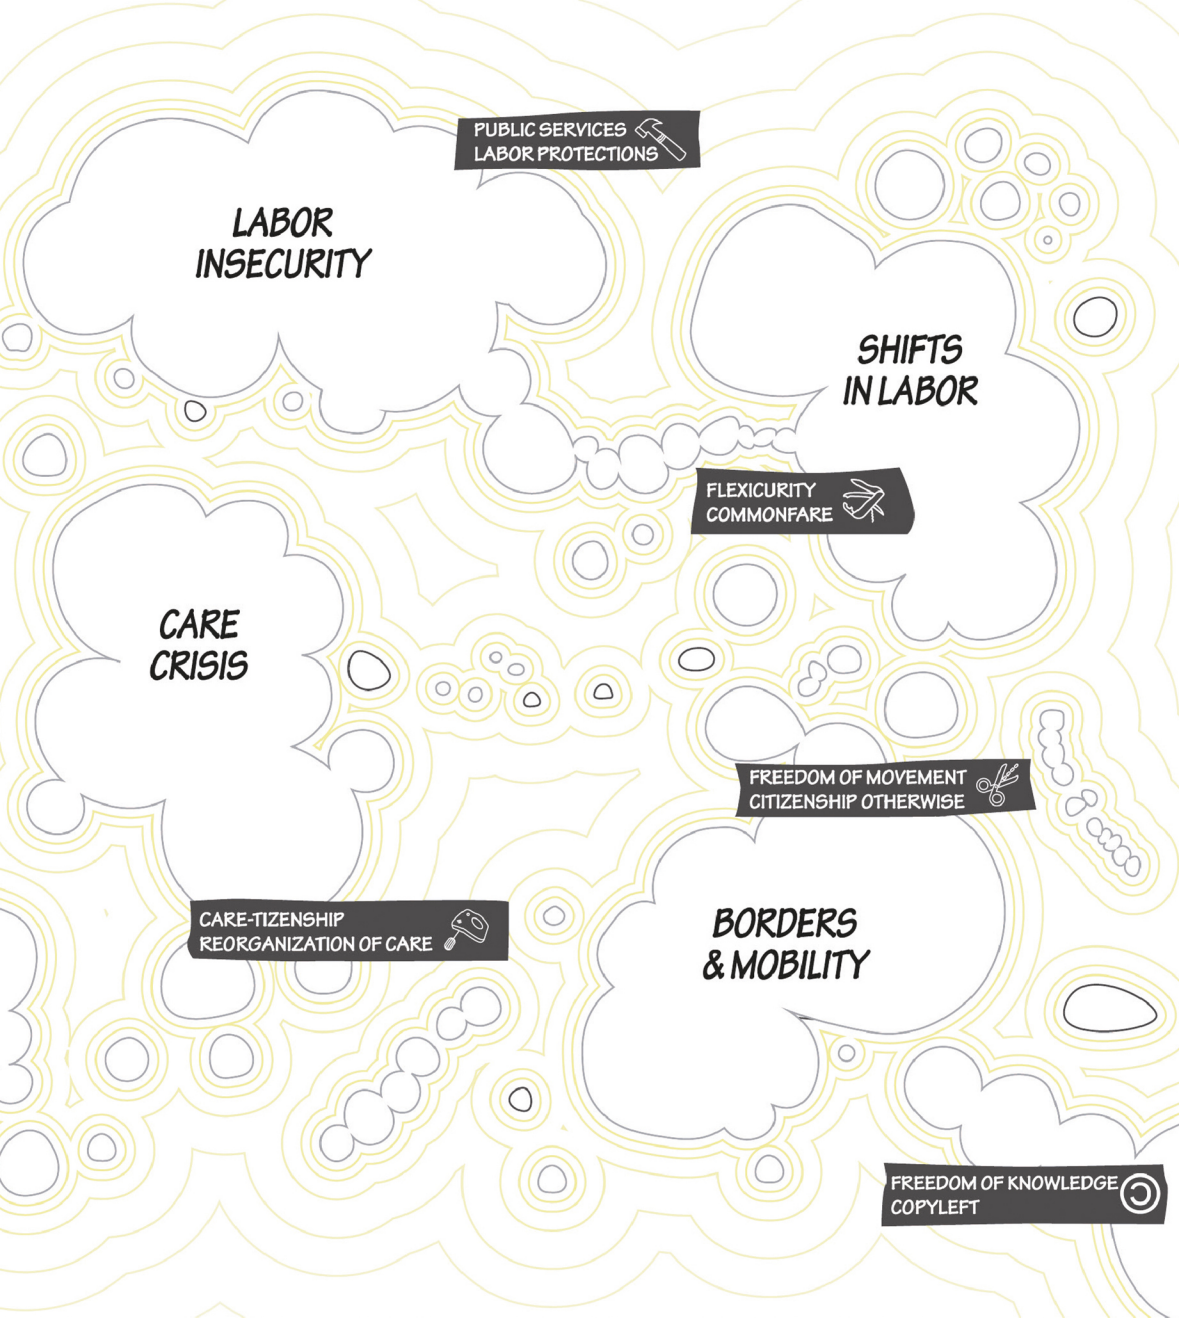 PUBLIC SERVICES
LABOR PROTECTIONS
LABOR
INSECURITY
SHIFTS
IN LABOR
FLEXICURITY
COMMONFARE
CARE
CRISIS
FREEDOM OF MOVEMENT
CITIZENSHIP OTHERWISE
CARE-TIZENSHIP
REORGANIZATION OF CARE
BORDERS
& MOBILITY
FREEDOM OF KNOWLEDGE
COPYLEFT